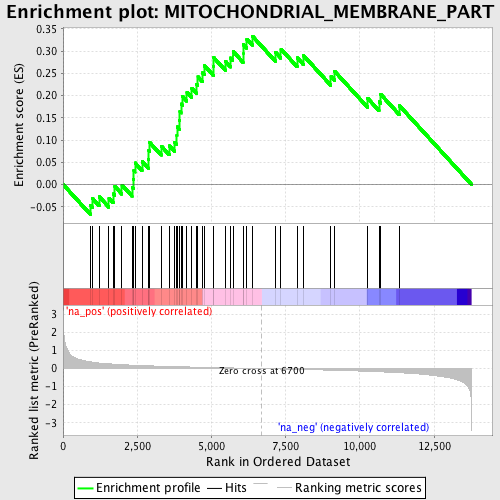 Enrichment plot: MITOCHONDRIAL_MEMBRANE_PART
Enrichment score (ES)
0.35
0.30
0.25
0.20
0.15
0.10
0.05
0.00
-0.05
Ranked list metric (PreRanked)
'na_pos' (positively correlated)
3
2
1
0
-1
-2
-3
Zero cross at 6700
'na_neg' (negatively correlated)
0
2,500
5,000
7,500
10,000
12,500
Rank in Ordered Dataset
Enrichment profile
Hits
Ranking metric scores